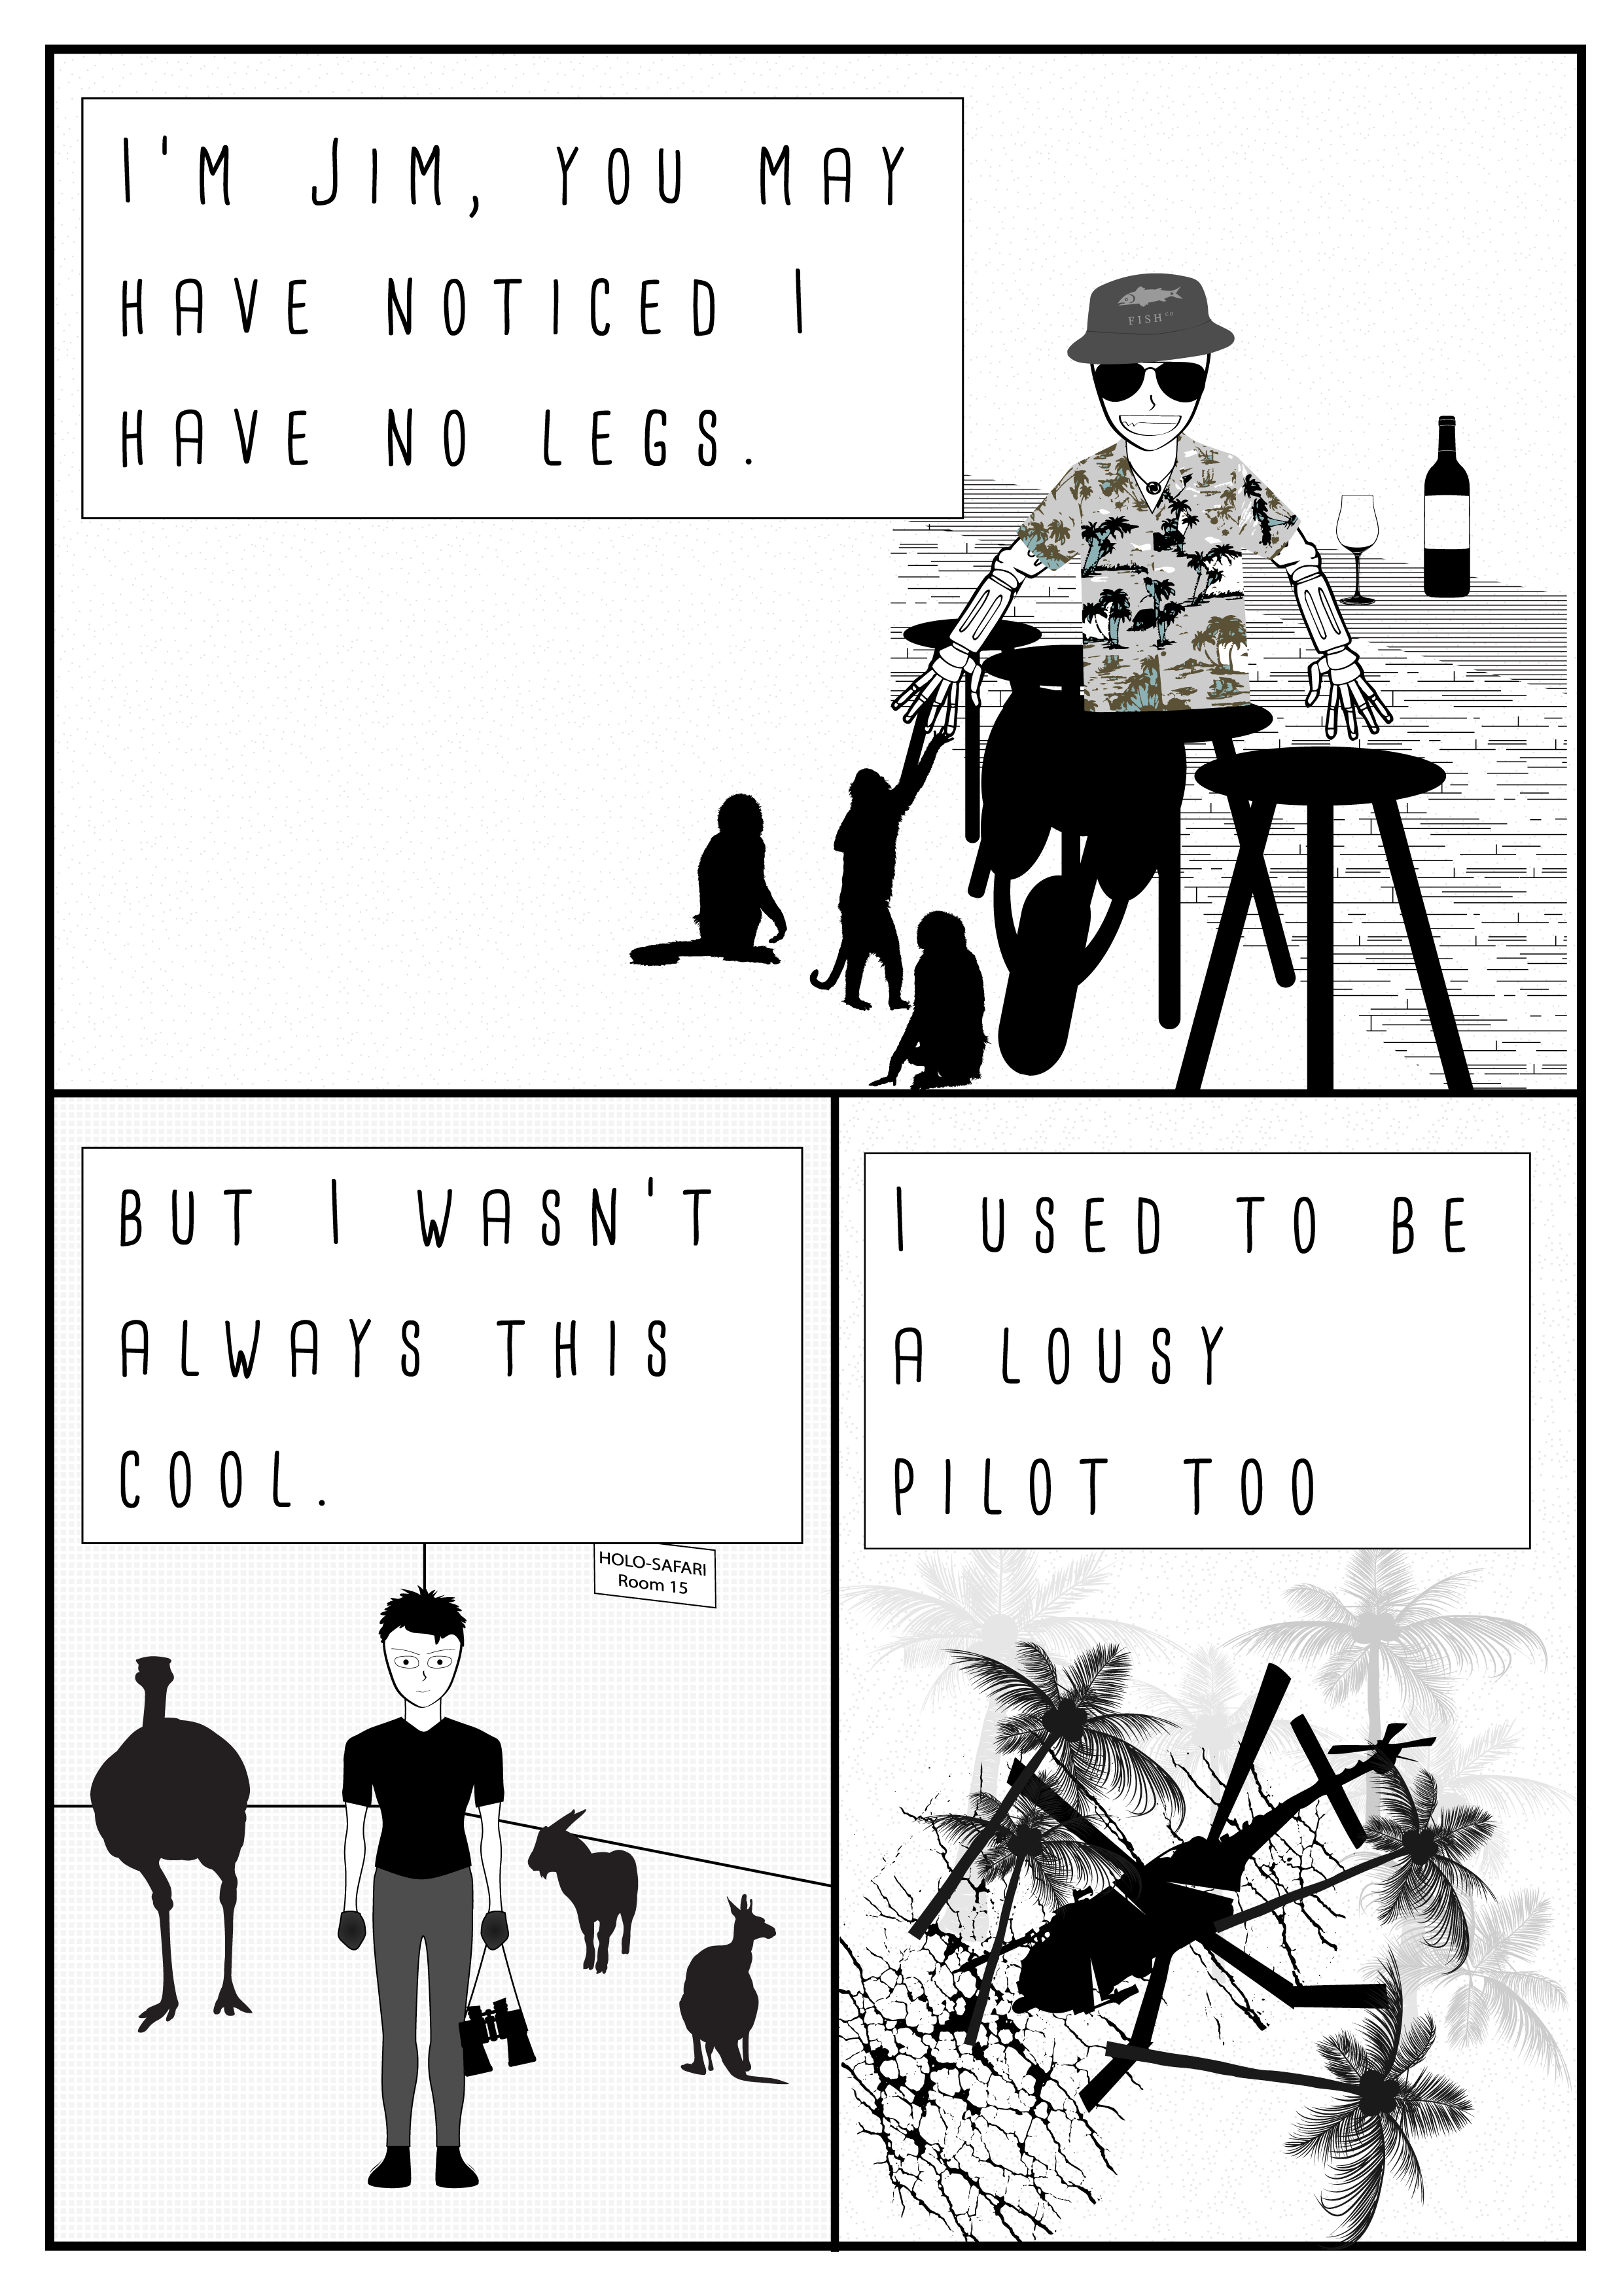 I'M JIM, YOU MAY
HAVE NOTICED I
HAVE NO LEGS.
FISH CO
BUT I WASN'T
ALWAYS THIS
COOL.
HOLO-SAFARI
Room 15
I USED TO BE
A LOUSY
PILOT TOO